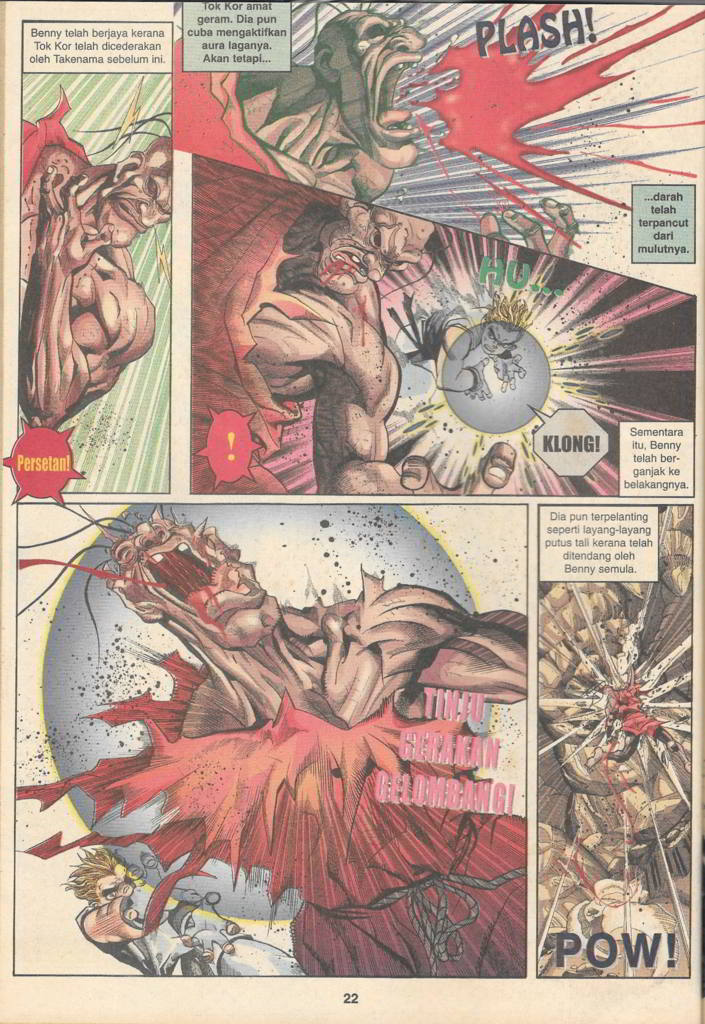 Benny telah berjaya kerana
Tok Kor telah dicederakan
oleh Takenama sebelum ini.
Tok Kor amat
geram. Dia pun
cuba mengaktifkan
aura laganya.
Akan tetapi...
PLASH!
...darah
telah
terpancut
dari
mulutnya.
Persetan!
!
HU...
KLONG!
Sementara
itu, Benny
telah ber-
ganjak ke
belakangnya.
TINJU
GERAKAN
GELOMBANG!
Dia pun terpelanting
seperti layang-layang
putus tali kerana telah
ditendang oleh
Benny semula.
POW!
22